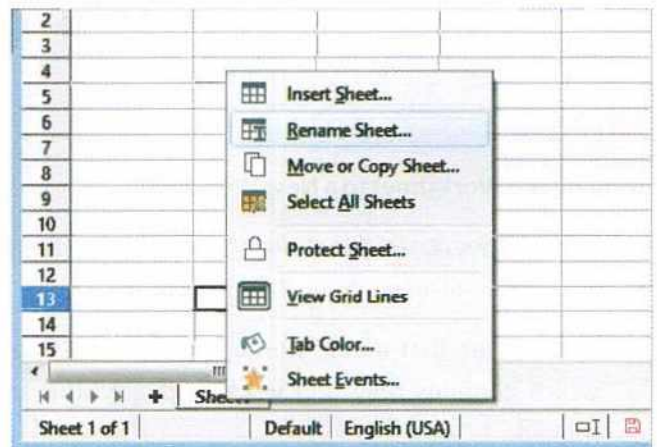 2
3
4
5 Insert Sheet...
6 Rename Sheet...
7
8 Move or Copy Sheet...
9 Select All Sheets
10
11 Protect Sheet...
12
13 View Grid Lines
14
15 Tab Color...
Sheet Events...
Sheet 1 of 1 Default English (USA)